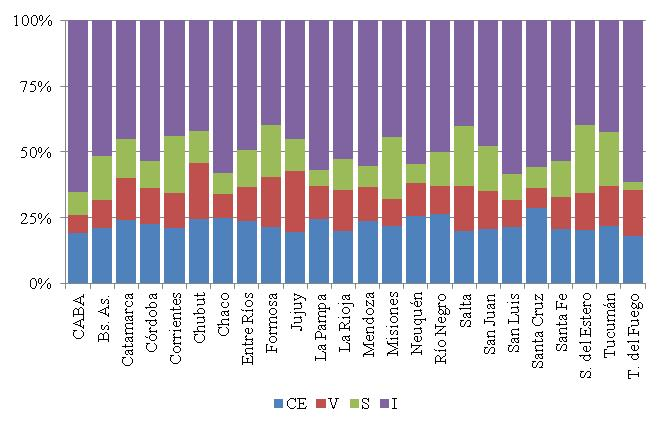 100%
75%
50%
25%
0%
CABA
Bs. As.
Catamarca
Córdoba
Corrientes
Chubut
Chaco
Entre Ríos
Formosa
Jujuy
La Pampa
La Rioja
Mendoza
Misiones
Neuquén
Río Negro
Salta
San Juan
San Luis
Santa Cruz
Santa Fe
S. del Estero
Tucumán
T. del Fuego
CE V S I